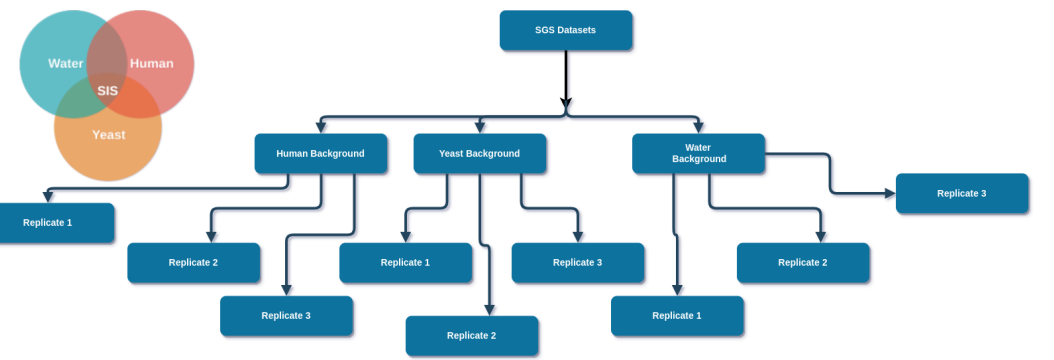 Water
Human
SIS
Yeast
SGS Datasets
Human Background
Yeast Background
Water
Background
Replicate 3
Replicate 1
Replicate 2
Replicate 1
Replicate 3
Replicate 2
Replicate 3
Replicate 1
Replicate 2